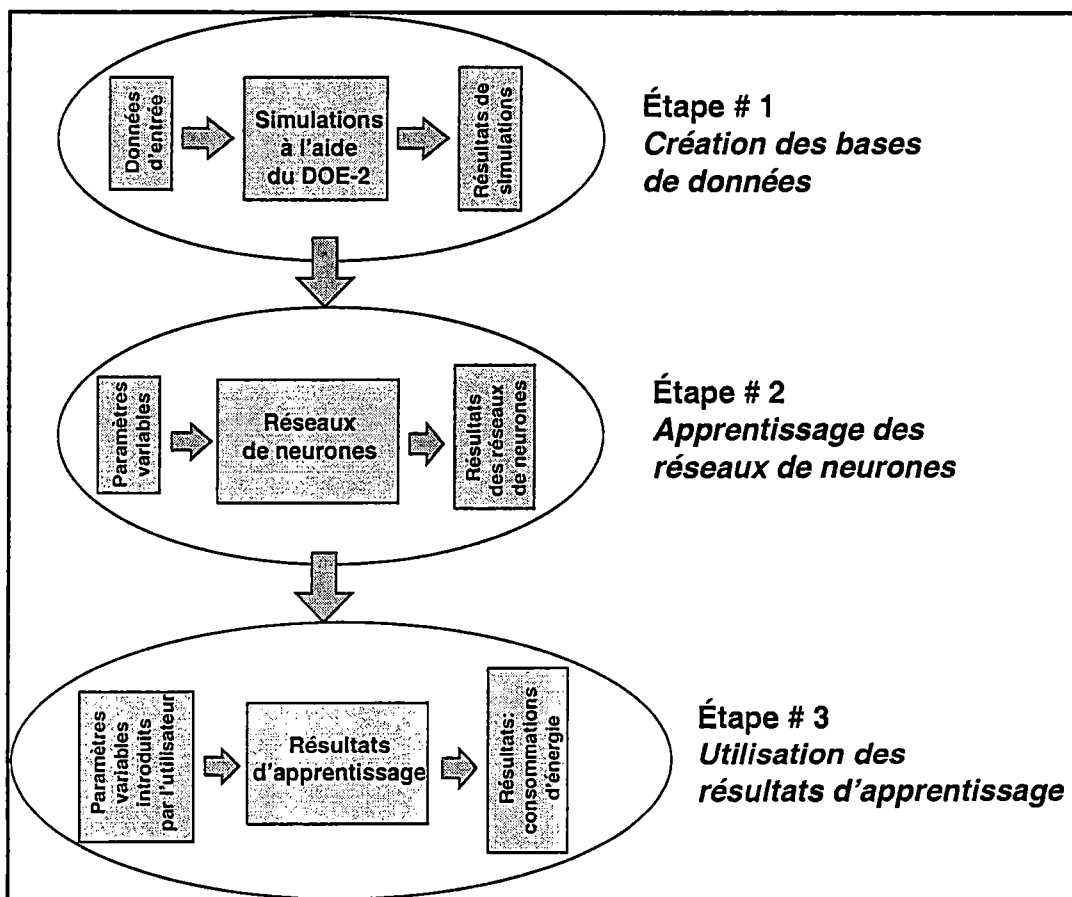 Données
d'entrée
Simulations
à l'aide
du DOE-2
Résultats de
simulations
Étape # 1
Création des bases
de données
Paramètres
variables
Réseaux
de neurones
Resultats
des réseaux
de neurones
Étape # 2
Apprentissage des
réseaux de neurones
Paramètres
variables
introduits
par l'utilisateur
Résultats
d'apprentissage
Résultats:
consommations
d'énergie
Étape # 3
Utilisation des
résultats d'apprentissage